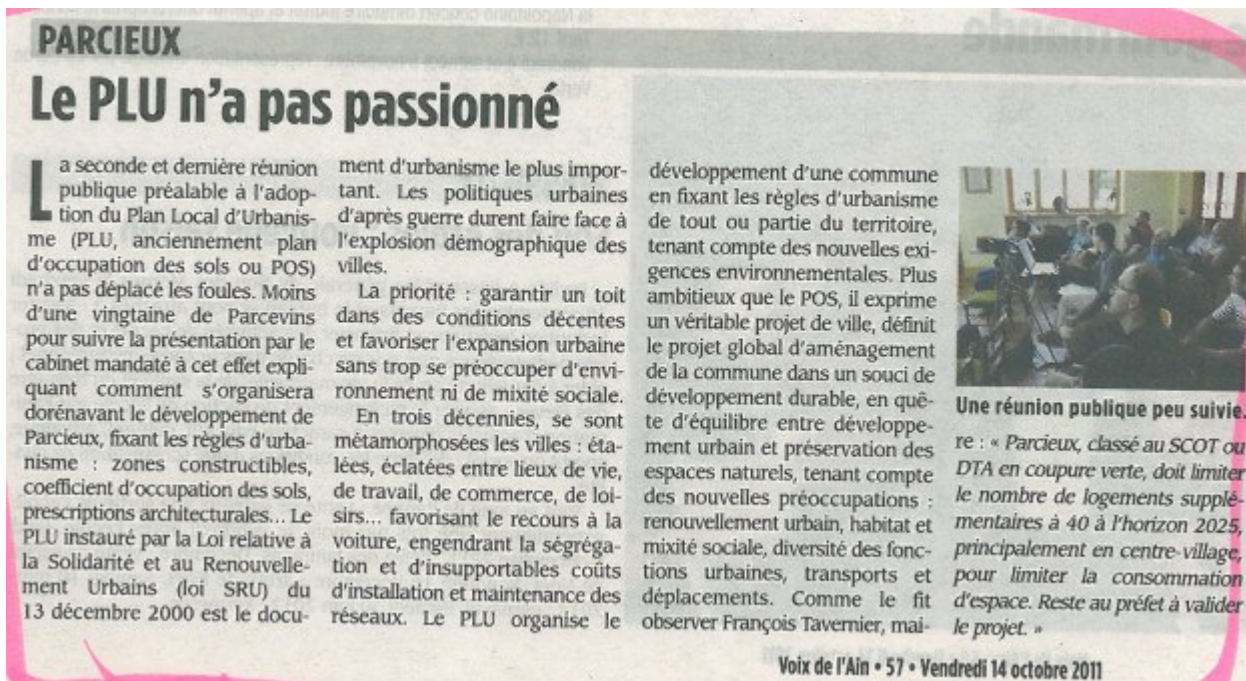 PARCIEUX
Le PLU n'a pas passionné
La seconde et dernière réunion
publique préalable à l'adop-
tion du Plan Local d'Urbanis-
me (PLU, anciennement plan
d'occupation des sols ou POS)
n'a pas déplacé les foules. Moins
d'une vingtaine de Parcevins
pour suivre la présentation par le
cabinet mandaté à cet effet expli-
quant comment s'organisera
dorénavant le développement de
Parcieux, fixant les règles d'urba-
nisme : zones constructibles,
coefficient d'occupation des sols,
prescriptions architecturales... Le
PLU instauré par la Loi relative à
la Solidarité et au Renouvelle-
ment Urbains (loi SRU) du
13 décembre 2000 est le docu-
ment d'urbanisme le plus impor-
tant. Les politiques urbaines
d'après guerre durent faire face à
l'explosion démographique des
villes.
La priorité : garantir un toit
dans des conditions décentes
et favoriser l'expansion urbaine
sans trop se préoccuper d'envi-
ronnement ni de mixité sociale.
En trois décennies, se sont
métamorphosées les villes : éta-
lées, éclatées entre lieux de vie,
de travail, de commerce, de loi-
sirs... favorisant le recours à la
voiture, engendrant la ségréga-
tion et d'insupportables coûts
d'installation et maintenance des
réseaux. Le PLU organise le
développement d'une commune
en fixant les règles d'urbanisme
de tout ou partie du territoire,
tenant compte des nouvelles exi-
gences environnementales. Plus
ambitieux que le POS, il exprime
un véritable projet de ville, définit
le projet global d'aménagement
de la commune dans un souci de
développement durable, en quê-
te d'équilibre entre développe-
ment urbain et préservation des
espaces naturels, tenant compte
des nouvelles préoccupations :
renouvellement urbain, habitat et
mixité sociale, diversité des fonc-
tions urbaines, transports et
déplacements. Comme le fit
observer François Tavernier, mai-
Une réunion publique peu suivie.
re : « Parcieux, classé au SCOT ou
DTA en coupure verte, doit limiter
le nombre de logements supplé-
mentaires à 40 à l'horizon 2025,
principalement en centre-village,
pour limiter la consommation
d'espace. Reste au préfet à valider
le projet. »
Voix de l'Ain • 57 • Vendredi 14 octobre 2011